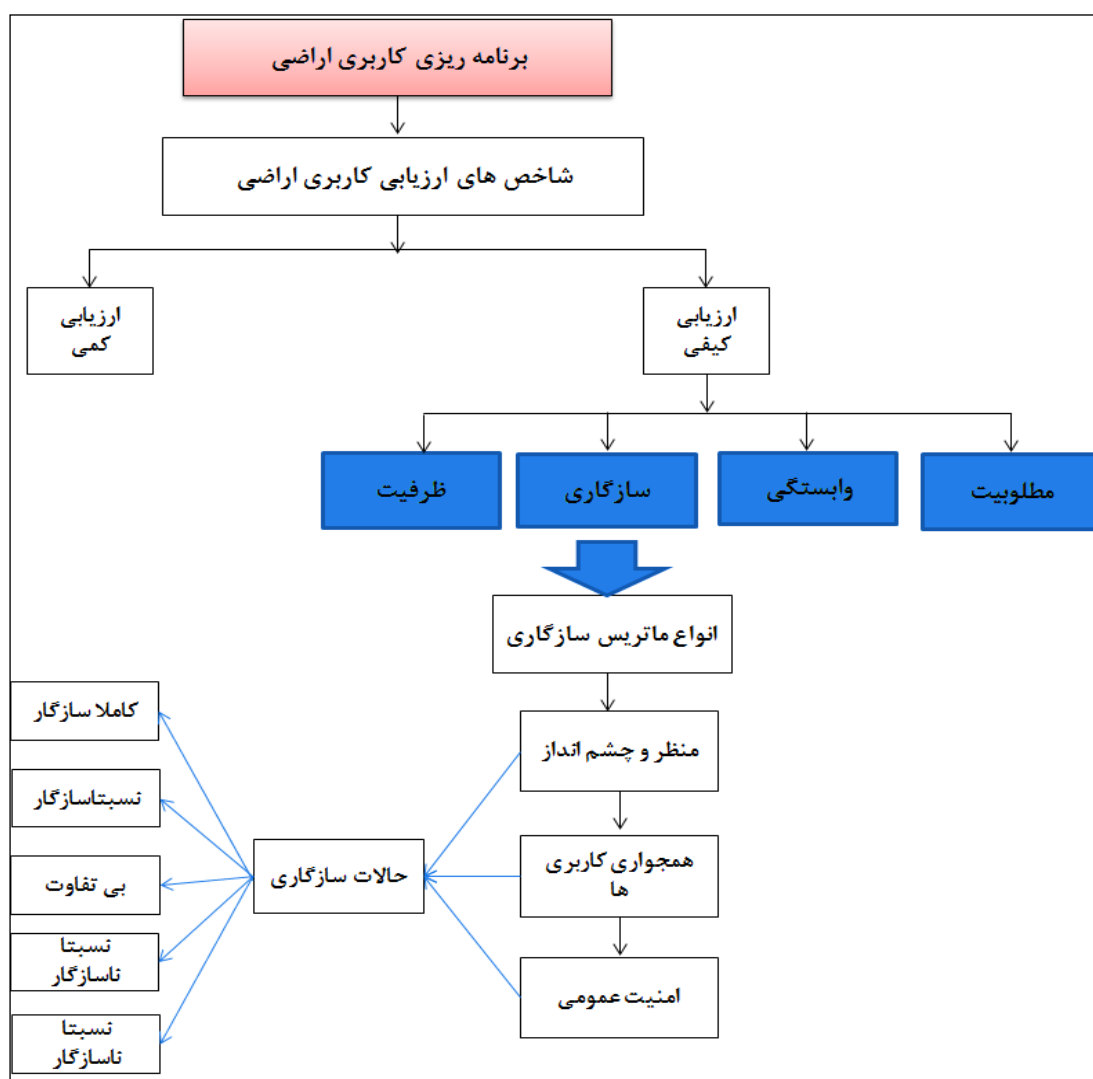 برنامه ریزی کاربری اراضی
شاخص های ارزیابی کاربری اراضی
ارزیابی
کیفی
ارزیابی
کمی
مطلوبیت
وابستگی
سازگاری
ظرفیت
انواع ماتریس سازگاری
منظر و چشم انداز
همجواری کاربری
ها
امنیت عمومی
حالات سازگاری
کاملا سازگار
نسبتاسازگار
بی تفاوت
نسبتا
ناسازگار
نسبتا
ناسازگار